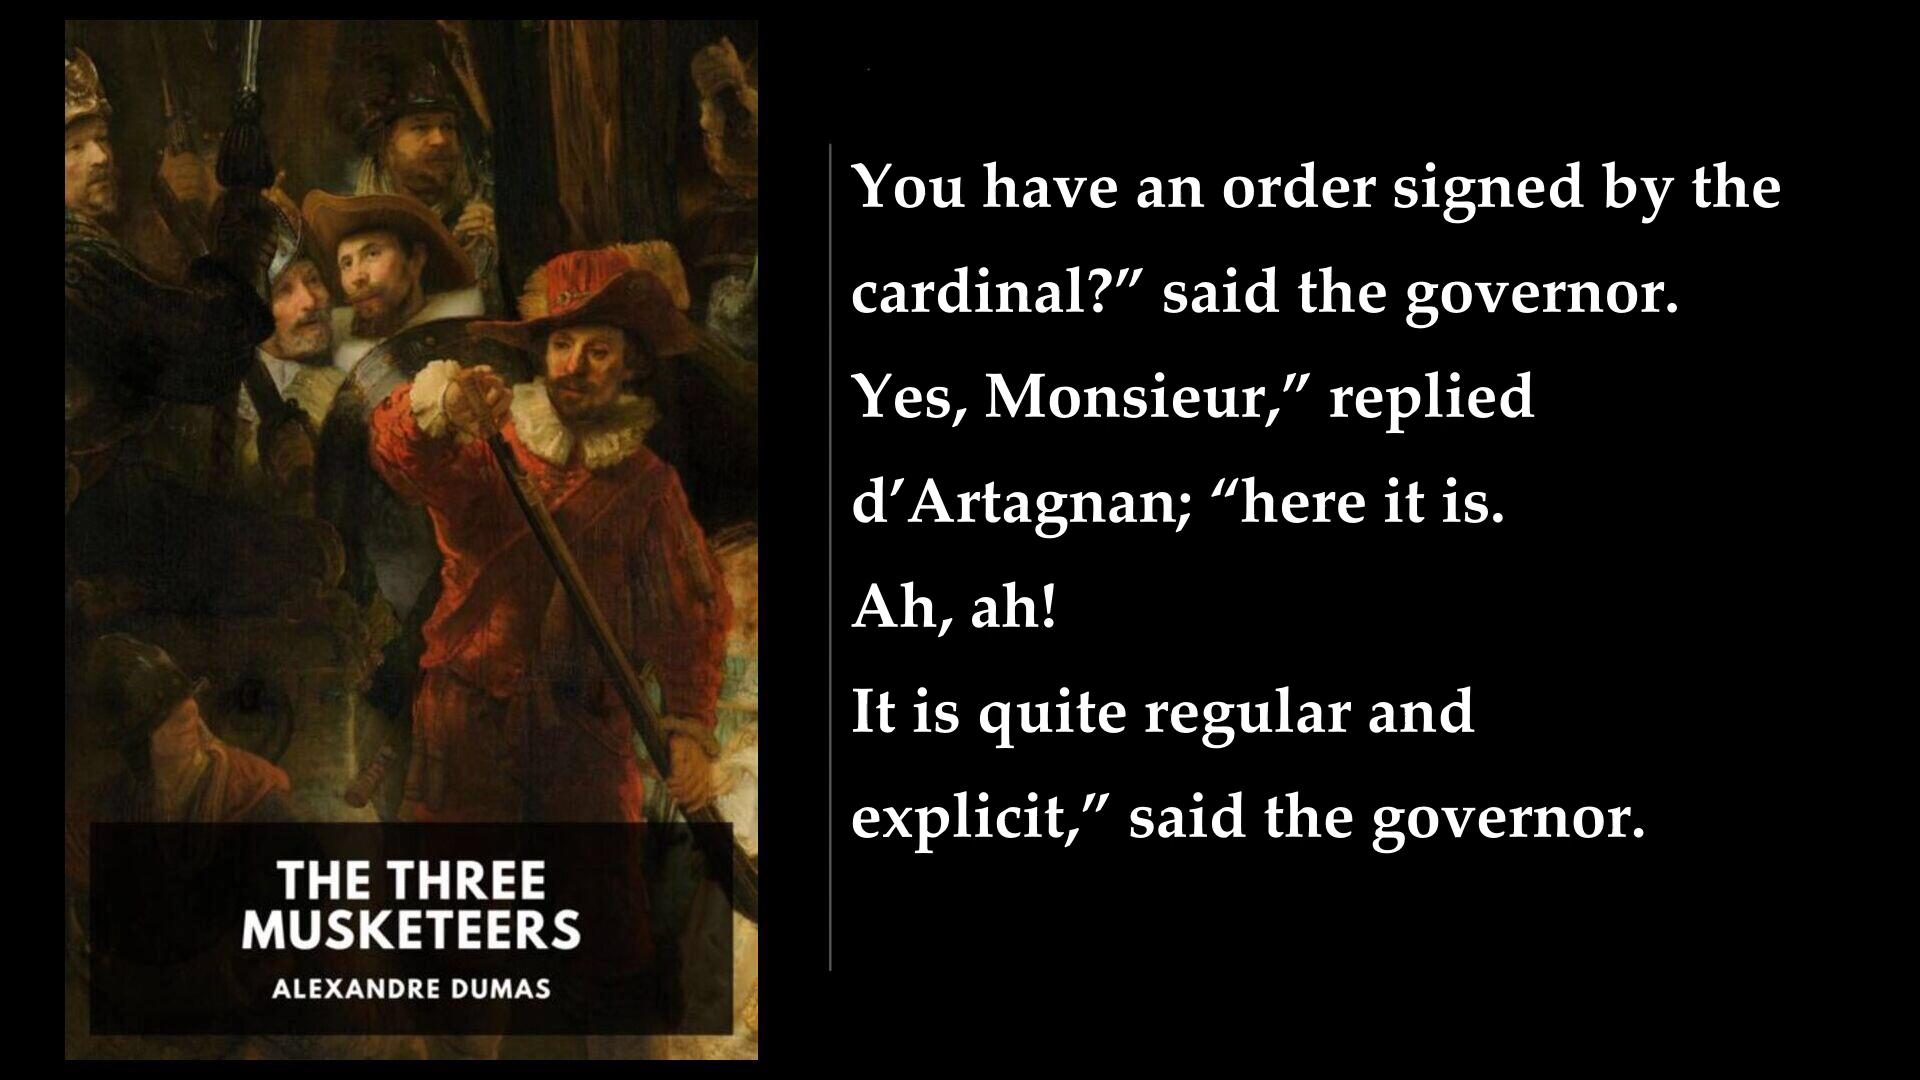 You have an order signed by the
cardinal?” said the governor.
Yes, Monsieur,” replied
d’Artagnan; “here it is.
Ah, ah!
It is quite regular and
explicit,” said the governor.
THE THREE
MUSKETEERS
ALEXANDRE DUMAS